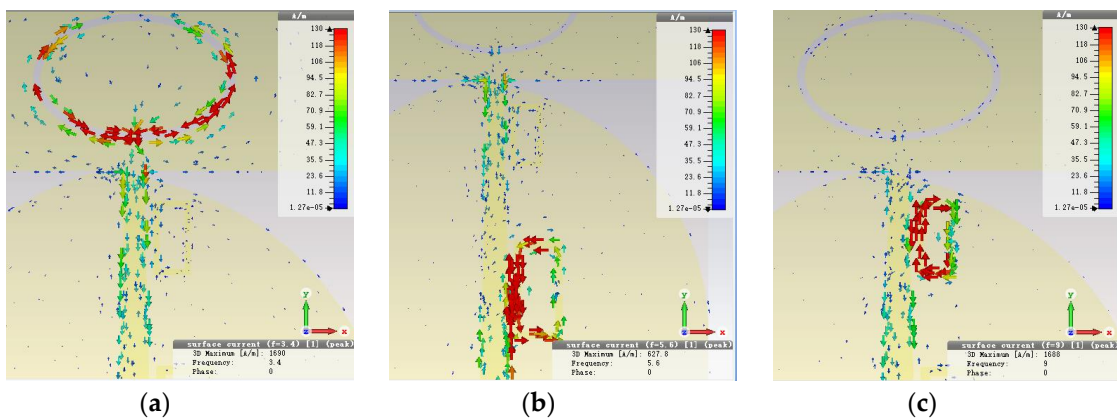 A/m
130
118
106
94.5
82.7
70.9
59.1
47.3
35.4
23.6
11.8
1.27e-05
y
x
surface current (f=3.4) [1] (peak)
3D Maximum [A/m]: 1690
Frequency: 3.4
Phase: 0
(a)
A/m
130
118
106
94.5
82.7
70.9
59.1
47.3
35.4
23.6
11.8
1.27e-05
y
x
surface current (f=5.6) [1] (peak)
3D Maximum [A/m]: 627.8
Frequency: 5.6
Phase: 0
(b)
A/m
130
118
106
94.5
82.7
70.9
59.1
47.3
35.4
23.6
11.8
1.27e-05
y
x
surface current (f=9) [1] (peak)
3D Maximum [A/m]: 1688
Frequency: 9
Phase: 0
(c)